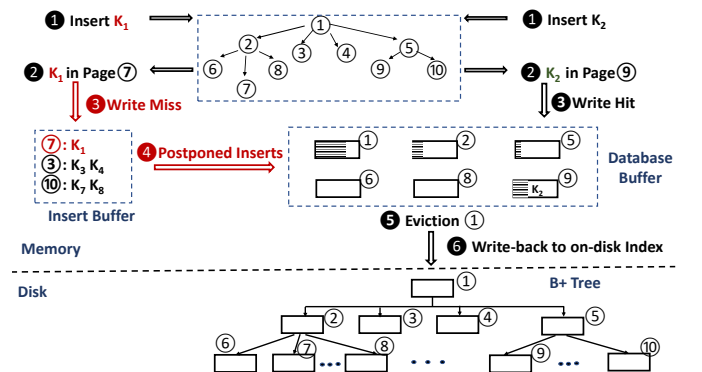 ❶ Insert K₁
❶ Insert K₂
①
②
③
④
⑤
⑥
⑦
⑧
⑨
⑩
❷ K₁ in Page ⑦
❷ K₂ in Page ⑨
❸ Write Miss
❸ Write Hit
⑦: K₁
③: K₃ K₄
⑩: K₇ K₈
Insert Buffer
❹ Postponed Inserts
①
②
⑤
⑥
⑧
⑨
K₂
Database
Buffer
❺ Eviction ①
❻ Write-back to on-disk Index
Memory
Disk
B+ Tree
①
②
③
④
⑤
⑥
⑦
⑧
⑨
⑩